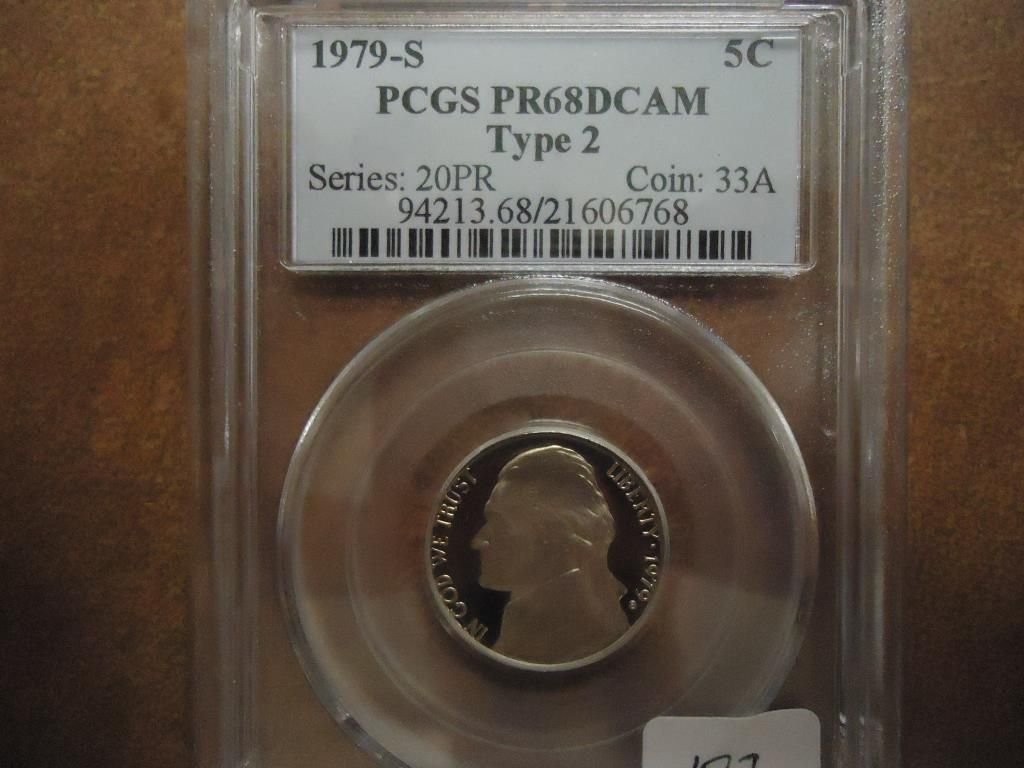 1979-S 5C
PCGS PR68DCAM
Type 2
Series: 20PR Coin: 33A
94213.68/21606768
IN GOD WE TRUST
LIBERTY · 1979